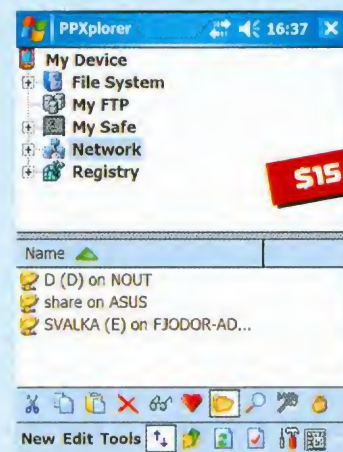 PPXplorer 16:37
My Device
File System
My FTP
My Safe
Network
Registry
$15
Name
D (D) on NOUT
share on ASUS
SVALKA (E) on FJODOR-AD...
New Edit Tools